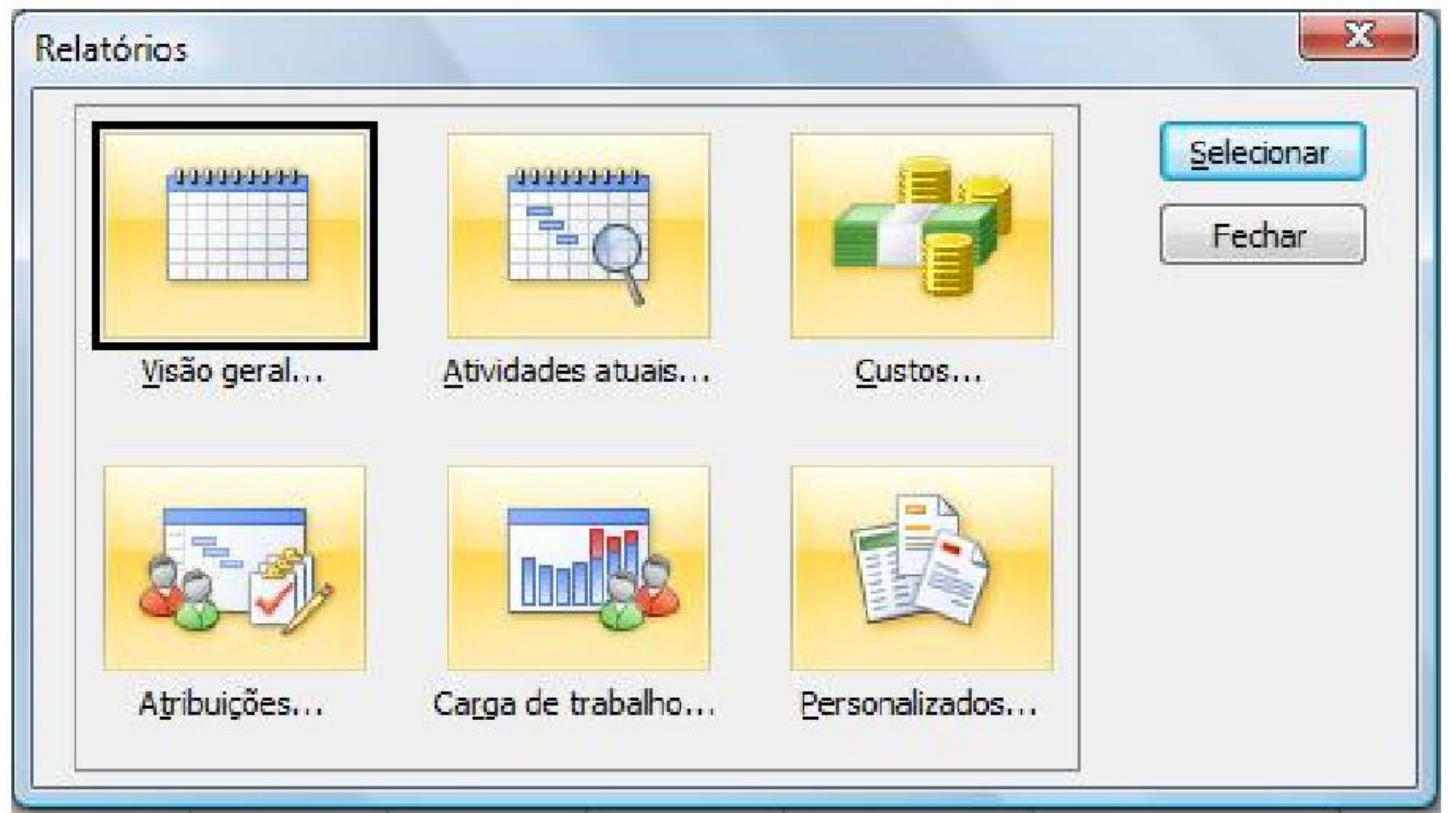 Relatórios
Selecionar
Fechar
Visão geral...
Atividades atuais...
Custos...
Atribuições...
Carga de trabalho...
Personalizados...